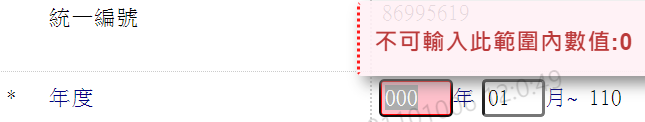 統一編號 86995619
不可輸入此範圍內數值:0
* 年度 000 年 01 月~ 110